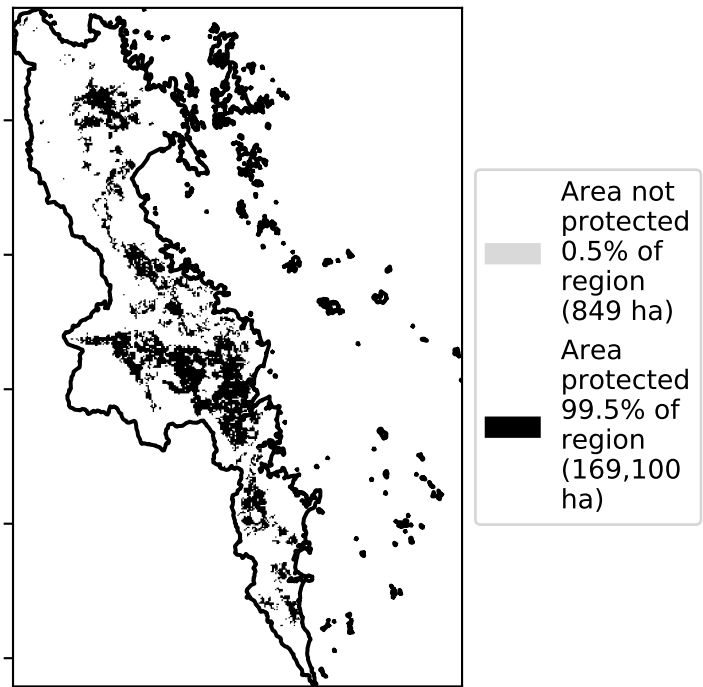 Area not
protected
0.5% of
region
(849 ha)
Area
protected
99.5% of
region
(169,100
ha)